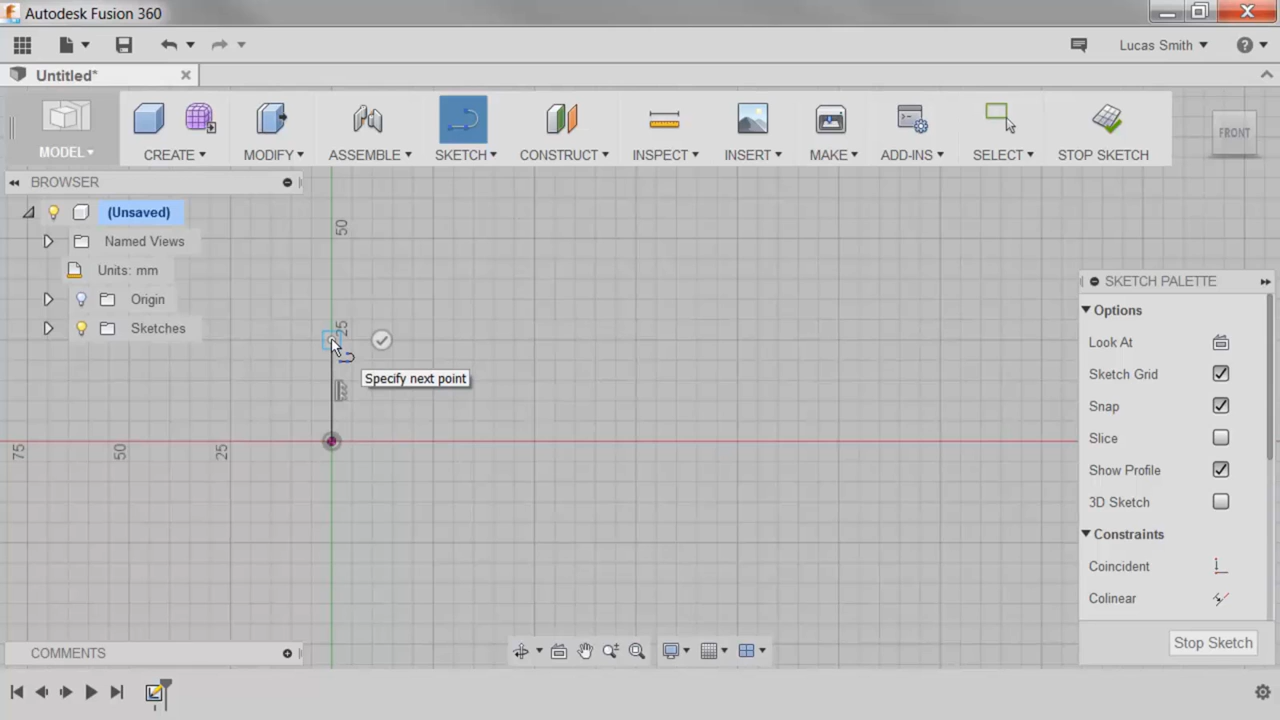 Autodesk Fusion 360
Lucas Smith
Untitled*
MODEL
CREATE
MODIFY
ASSEMBLE
SKETCH
CONSTRUCT
INSPECT
INSERT
MAKE
ADD-INS
SELECT
STOP SKETCH
FRONT
BROWSER
(Unsaved)
Named Views
Units: mm
Origin
Sketches
50
25
Specify next point
75
50
25
SKETCH PALETTE
Options
Look At
Sketch Grid
Snap
Slice
Show Profile
3D Sketch
Constraints
Coincident
Colinear
Stop Sketch
COMMENTS